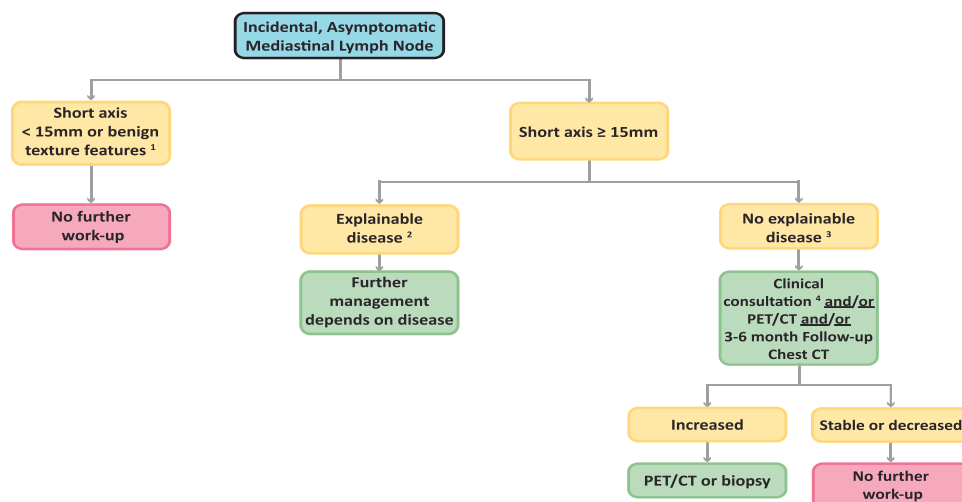 Incidental, Asymptomatic
Mediastinal Lymph Node
Short axis
< 15mm or benign
texture features 1
Short axis ≥ 15mm
No further
work-up
Explainable
disease 2
No explainable
disease 3
Further
management
depends on disease
Clinical
consultation 4 and/or
PET/CT and/or
3-6 month Follow-up
Chest CT
Increased
Stable or decreased
PET/CT or biopsy
No further
work-up